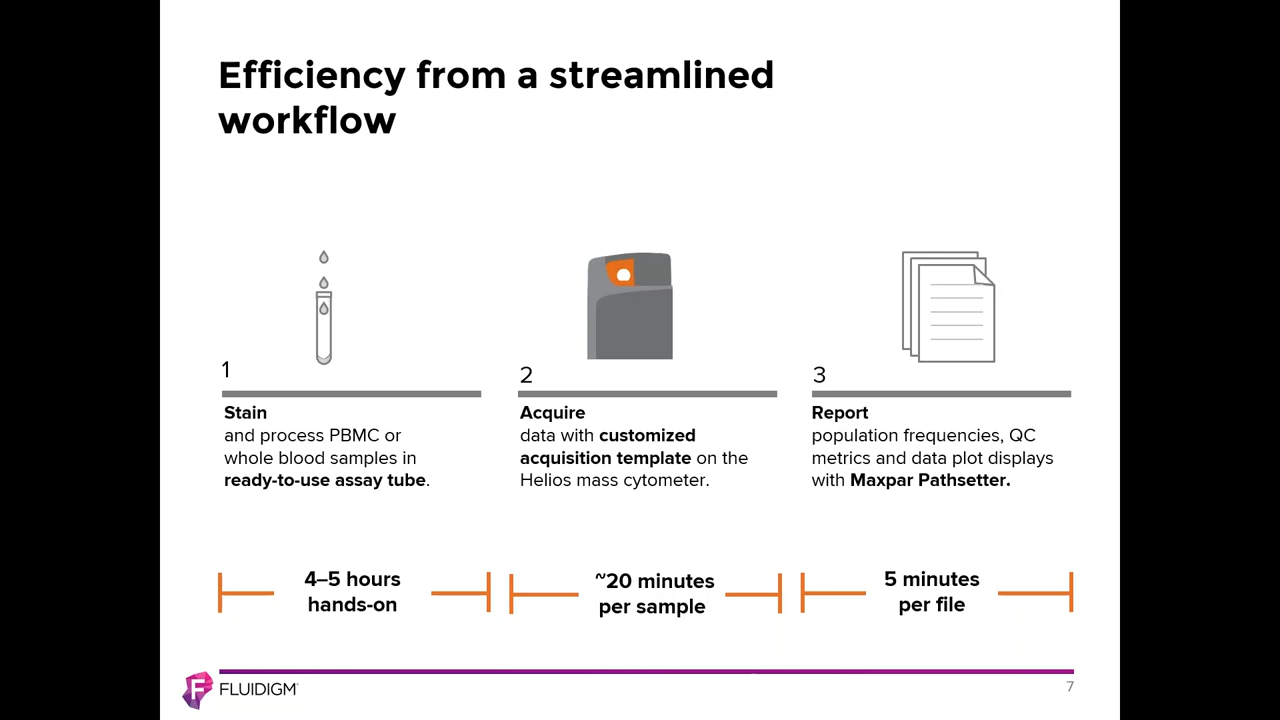 Efficiency from a streamlined
workflow
1
Stain
and process PBMC or
whole blood samples in
ready-to-use assay tube.
2
Acquire
data with customized
acquisition template on the
Helios mass cytometer.
3
Report
population frequencies, QC
metrics and data plot displays
with Maxpar Pathsetter.
4–5 hours
hands-on
~20 minutes
per sample
5 minutes
per file
F FLUIDIGM
7